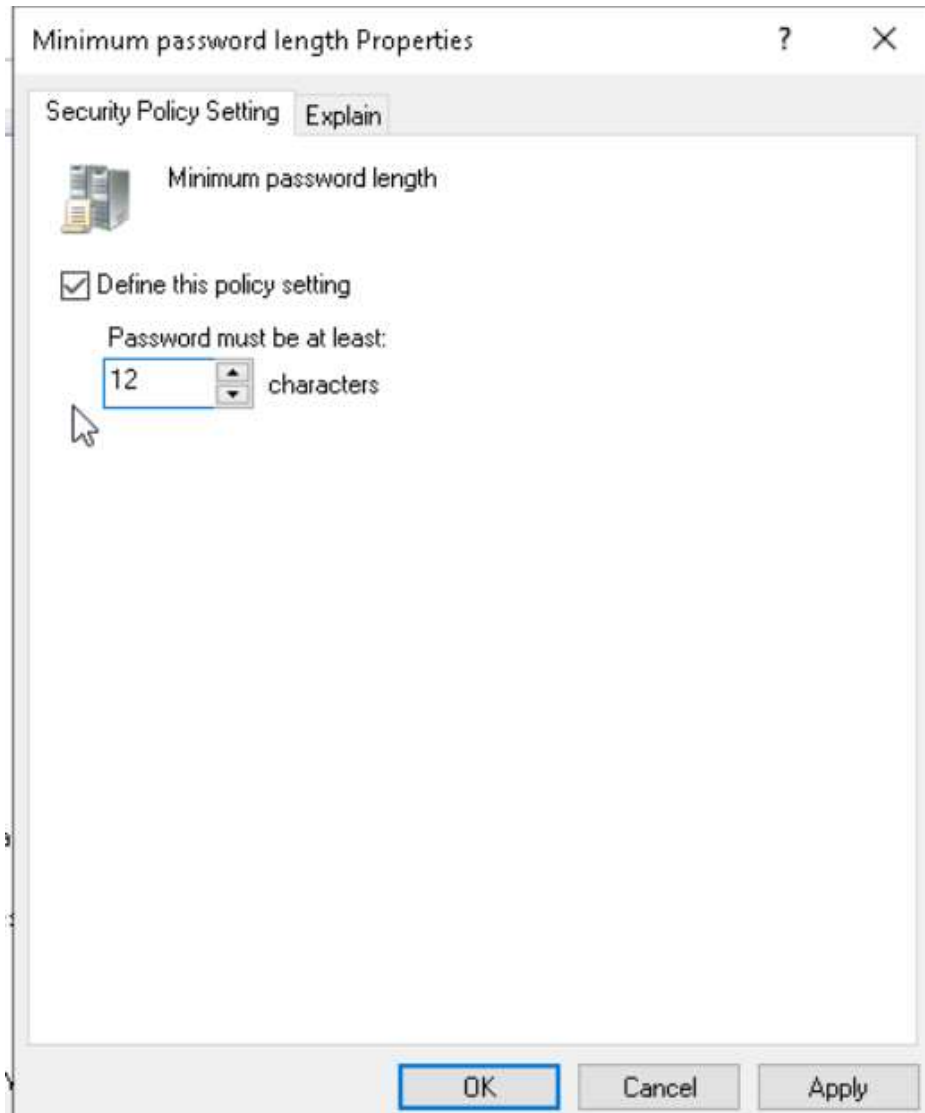 Minimum password length Properties ? ✕
Security Policy Setting Explain
Minimum password length
Define this policy setting
Password must be at least:
12 characters
OK Cancel Apply